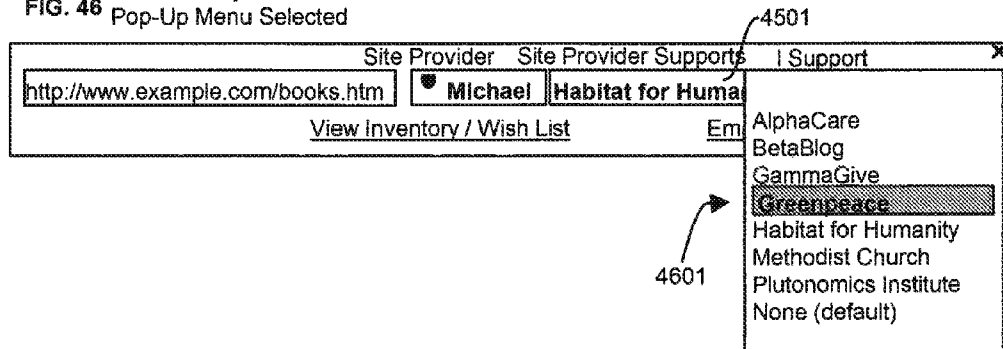 FIG. 46
Pop-Up Menu Selected
4501
Site Provider Site Provider Supports I Support x
http://www.example.com/books.htm Michael Habitat for Huma
View Inventory / Wish List Em
AlphaCare
BetaBlog
GammaGive
Greenpeace
Habitat for Humanity
Methodist Church
Plutonomics Institute
None (default)
4601